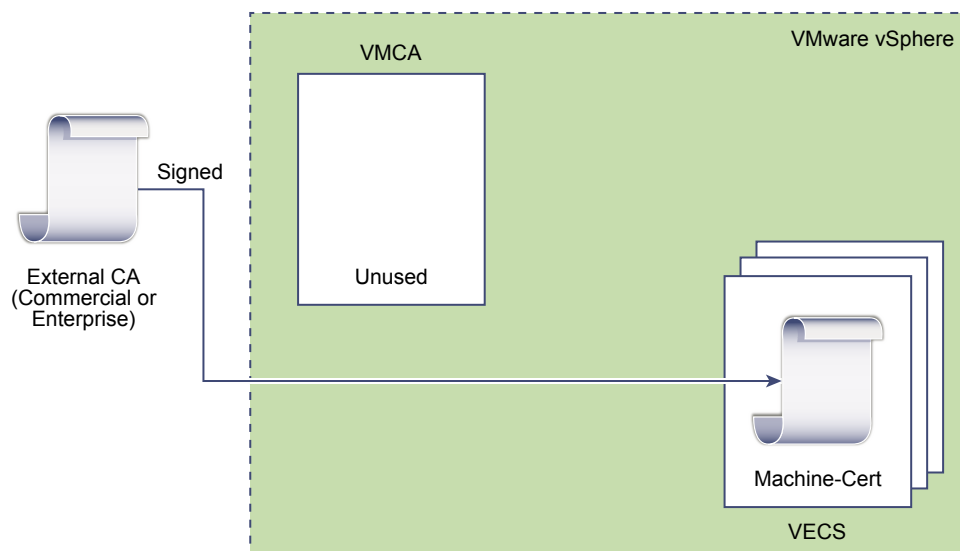 VMware vSphere
VMCA
Signed
Unused
External CA
(Commercial or
Enterprise)
Machine-Cert
VECS